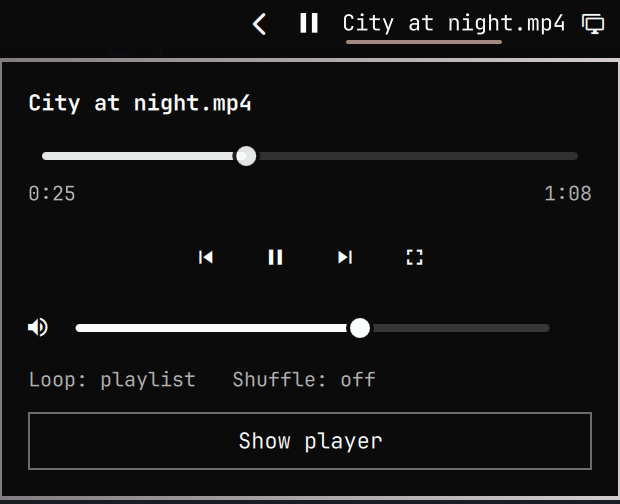 City at night.mp4
City at night.mp4
0:25 1:08
Loop: playlist Shuffle: off
Show player